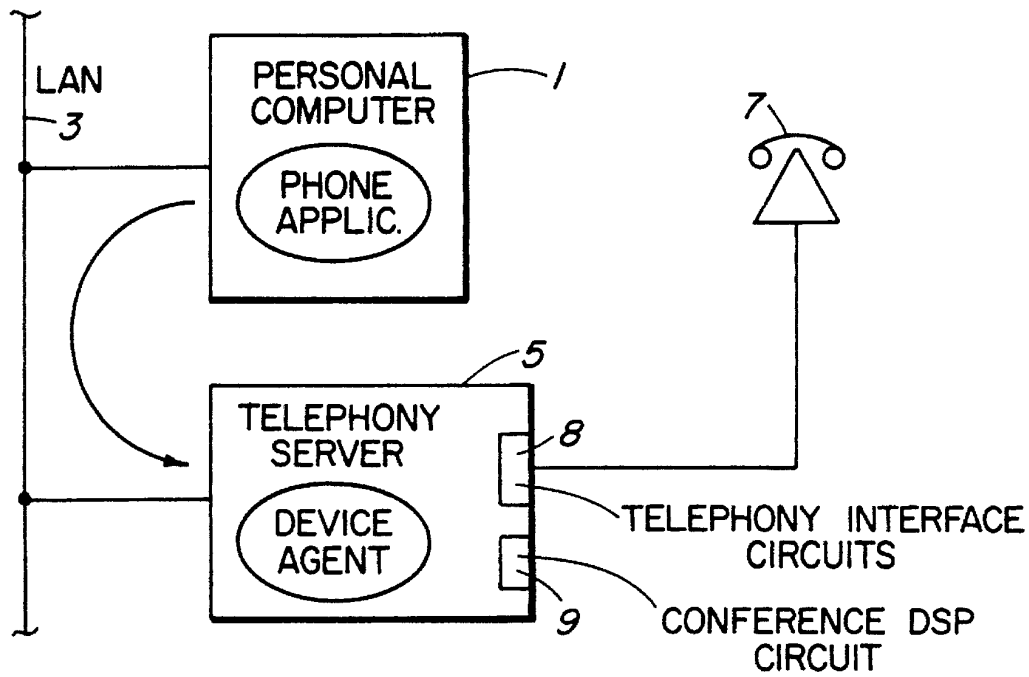 LAN
3
PERSONAL
COMPUTER
1
PHONE
APPLIC.
7
5
TELEPHONY
SERVER
8
DEVICE
AGENT
9
TELEPHONY INTERFACE
CIRCUITS
CONFERENCE DSP
CIRCUIT